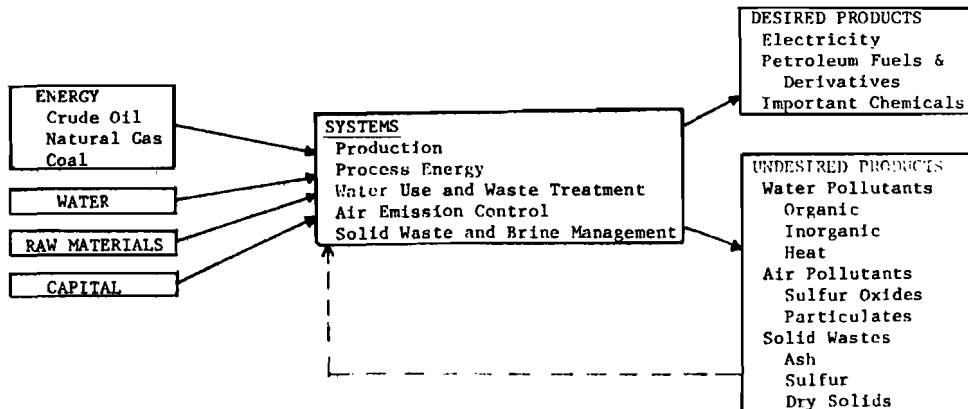 ENERGY
Crude Oil
Natural Gas
Coal
WATER
RAW MATERIALS
CAPITAL
SYSTEMS
Production
Process Energy
Water Use and Waste Treatment
Air Emission Control
Solid Waste and Brine Management
DESIRED PRODUCTS
Electricity
Petroleum Fuels &
Derivatives
Important Chemicals
UNDESIRED PRODUCTS
Water Pollutants
Organic
Inorganic
Heat
Air Pollutants
Sulfur Oxides
Particulates
Solid Wastes
Ash
Sulfur
Dry Solids